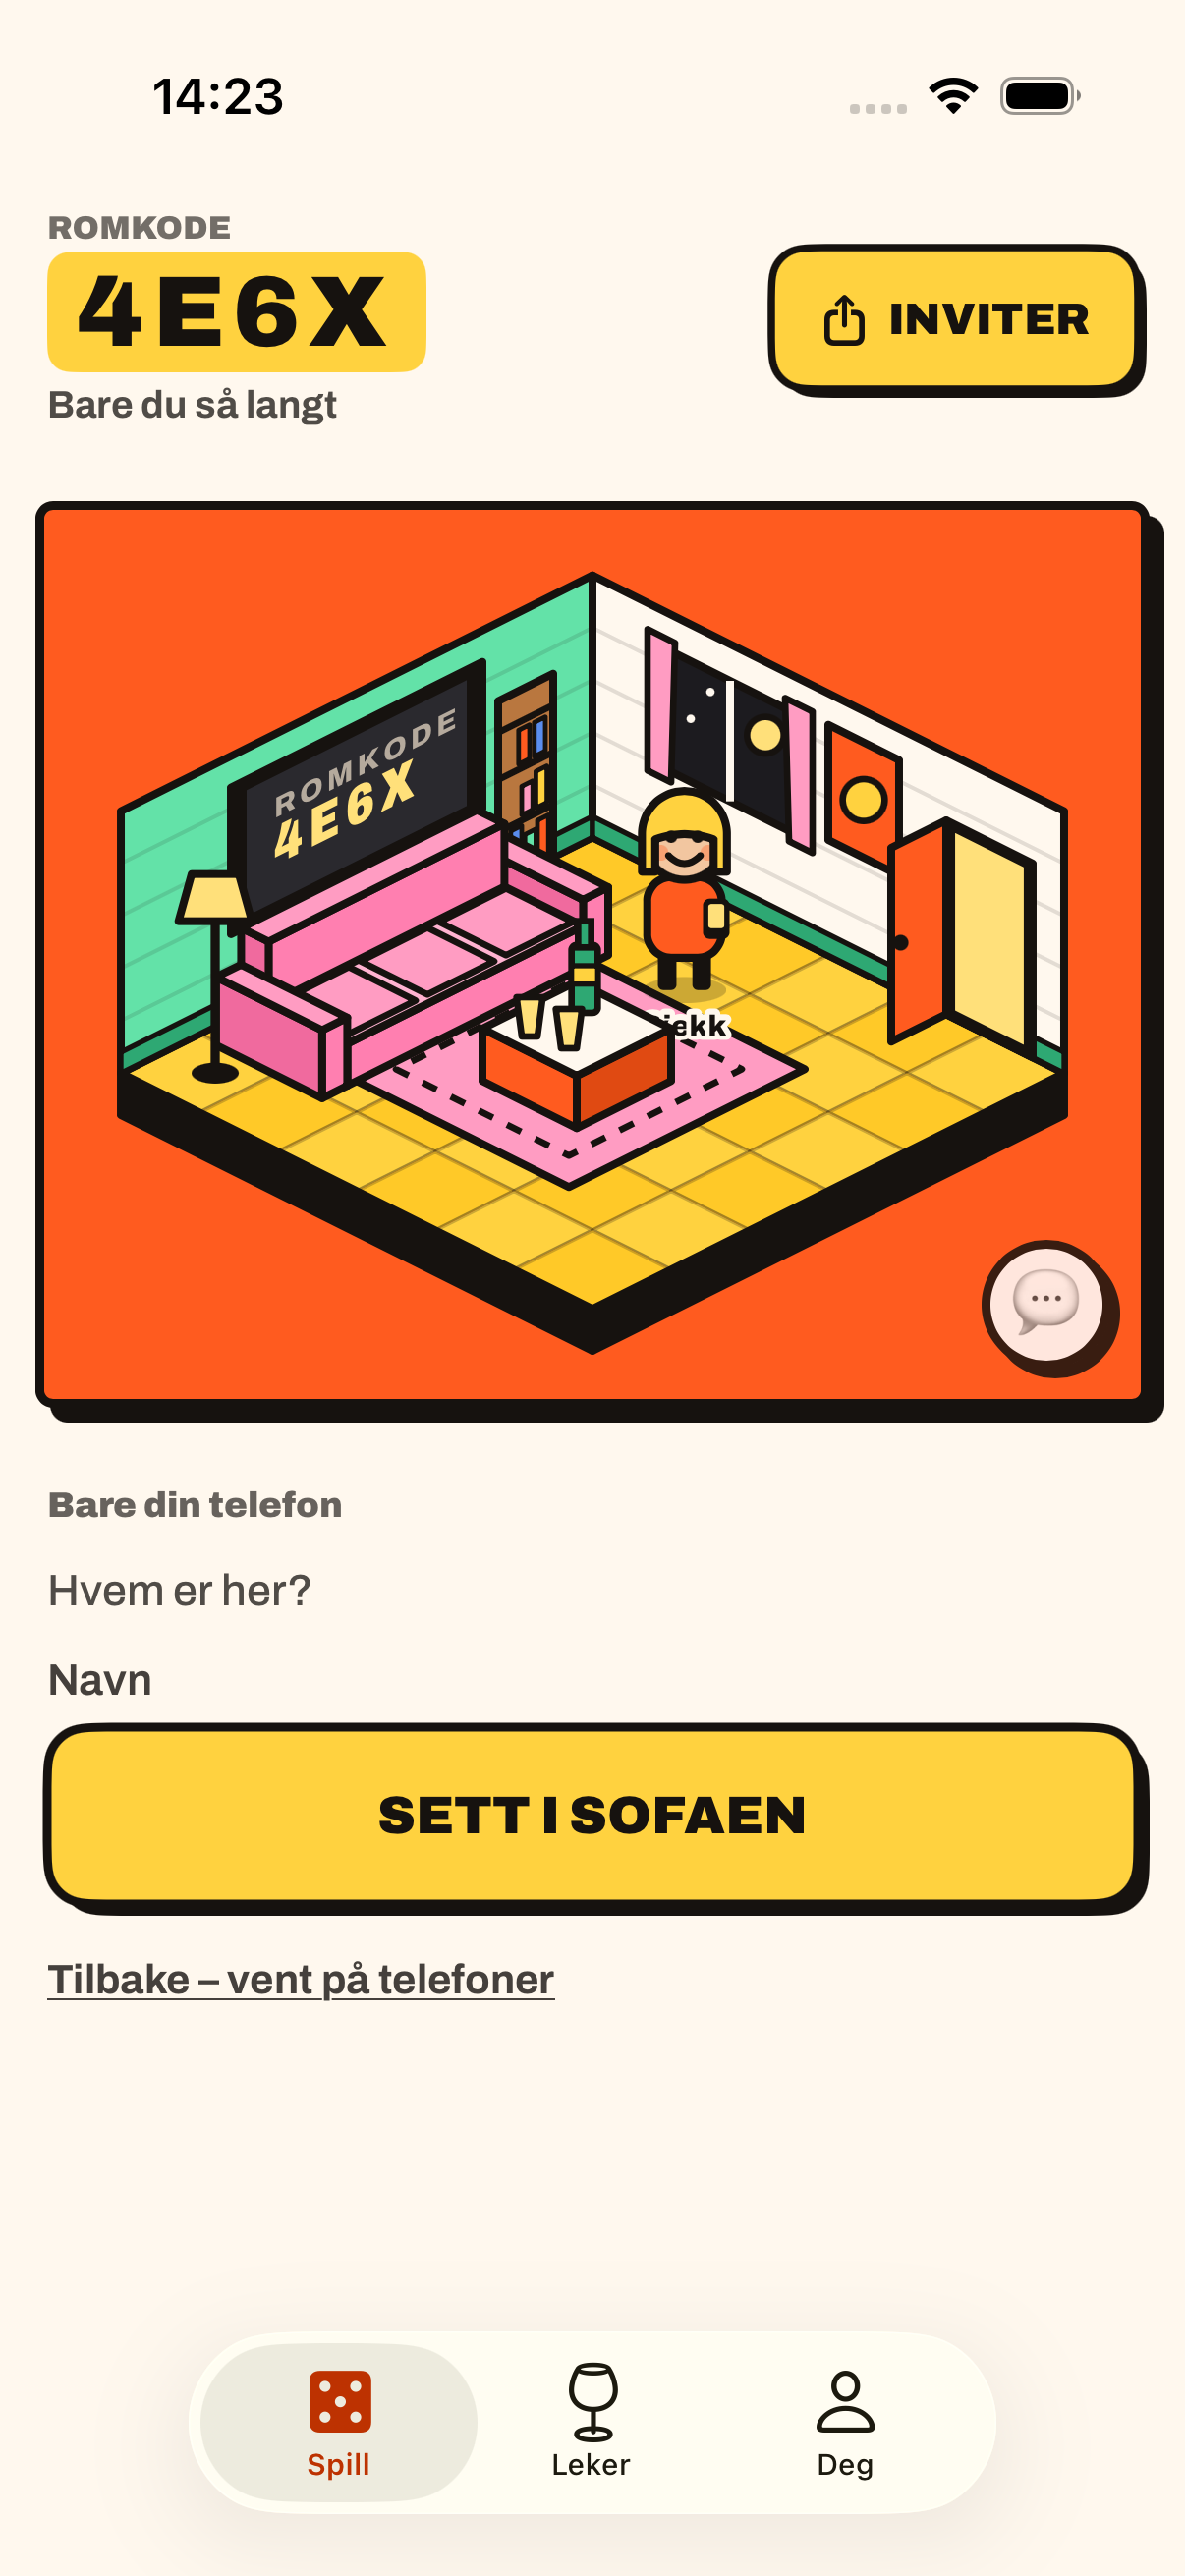 14:23
ROMKODE
4E6X
Bare du så langt
INVITER
ROMKODE
4E6X
Bare din telefon
Hvem er her?
Navn
SETT I SOFAEN
Tilbake – vent på telefoner
Spill
Leker
Deg